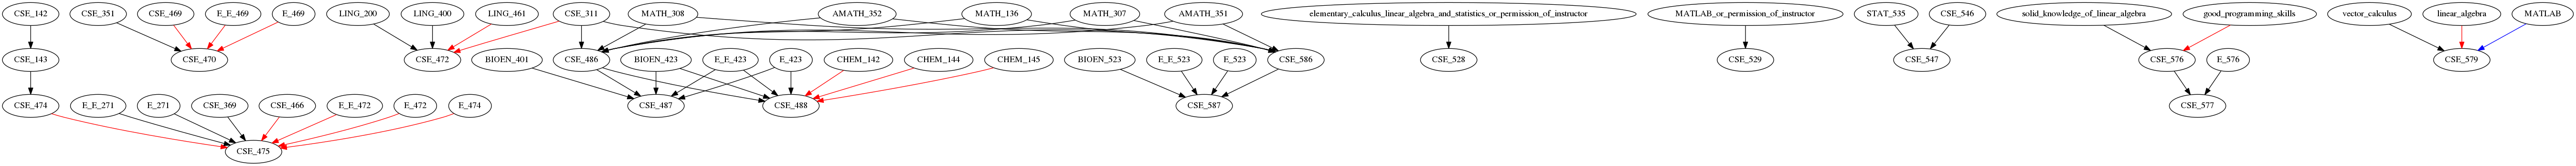 CSE_142
CSE_351
CSE_469
E_E_469
E_469
LING_200
LING_400
LING_461
CSE_311
MATH_308
AMATH_352
MATH_136
MATH_307
AMATH_351
elementary_calculus_linear_algebra_and_statistics_or_permission_of_instructor
MATLAB_or_permission_of_instructor
STAT_535
CSE_546
solid_knowledge_of_linear_algebra
good_programming_skills
vector_calculus
linear_algebra
MATLAB
CSE_143
CSE_470
CSE_472
BIOEN_401
CSE_486
BIOEN_423
E_E_423
E_423
CHEM_142
CHEM_144
CHEM_145
BIOEN_523
E_E_523
E_523
CSE_586
CSE_528
CSE_529
CSE_547
CSE_576
E_576
CSE_579
CSE_474
E_E_271
E_271
CSE_369
CSE_466
E_E_472
E_472
E_474
CSE_487
CSE_488
CSE_587
CSE_577
CSE_475